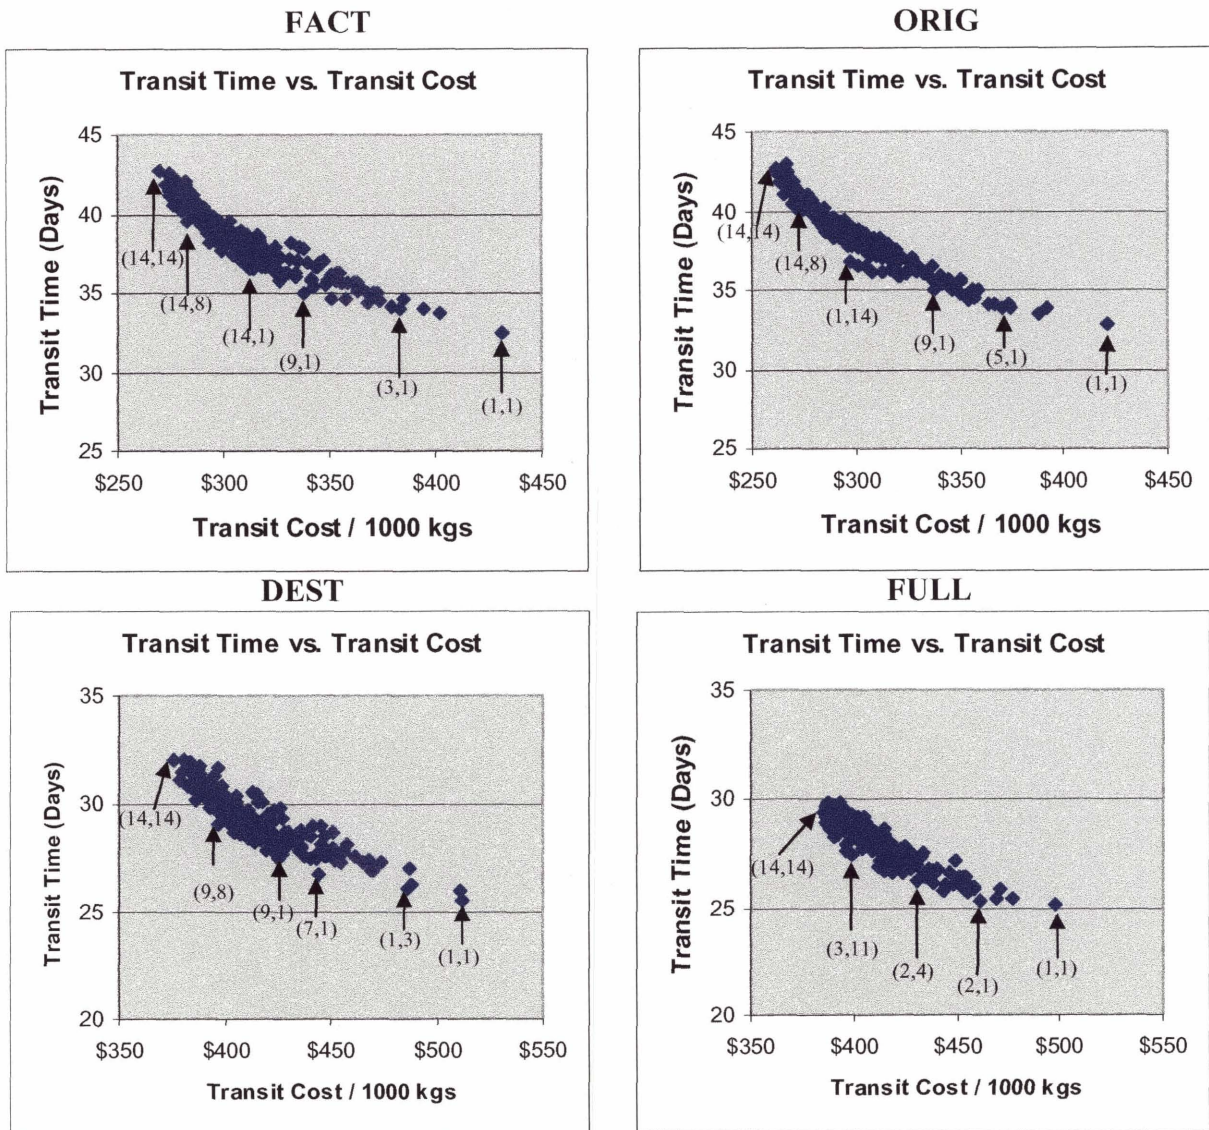 FACT
Transit Time vs. Transit Cost
Transit Time (Days)
45
40
35
30
25
(14,14)
(14,8)
(14,1)
(9,1)
(3,1)
(1,1)
$250 $300 $350 $400 $450
Transit Cost / 1000 kgs
ORIG
Transit Time vs. Transit Cost
Transit Time (Days)
45
40
35
30
25
(14,14)
(14,8)
(1,14)
(9,1)
(5,1)
(1,1)
$250 $300 $350 $400 $450
Transit Cost / 1000 kgs
DEST
Transit Time vs. Transit Cost
Transit Time (Days)
35
30
25
20
(14,14)
(9,8)
(9,1)
(7,1)
(1,3)
(1,1)
$350 $400 $450 $500 $550
Transit Cost / 1000 kgs
FULL
Transit Time vs. Transit Cost
Transit Time (Days)
35
30
25
20
(14,14)
(3,11)
(2,4)
(2,1)
(1,1)
$350 $400 $450 $500 $550
Transit Cost / 1000 kgs